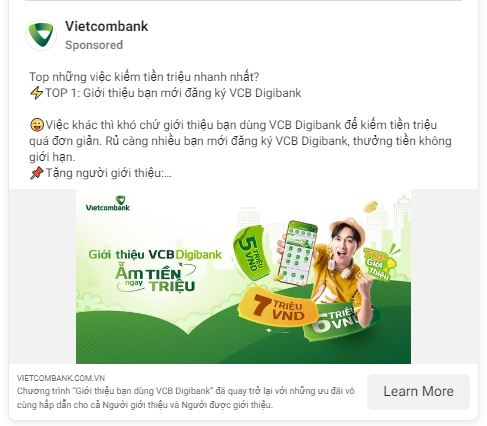 Vietcombank
Sponsored
Top những việc kiếm tiền triệu nhanh nhất?
⚡TOP 1: Giới thiệu bạn mới đăng ký VCB Digibank
😜Việc khác thì khó chứ giới thiệu bạn dùng VCB Digibank để kiếm tiền triệu
quá đơn giản. Rủ càng nhiều bạn mới đăng ký VCB Digibank, thưởng tiền không
giới hạn.
📌Tặng người giới thiệu:...
Vietcombank
Giới thiệu VCB Digibank
ẴM TIỀN
ngay TRIỆU
5 TRIỆU
VND
7 TRIỆU
VND
6 TRIỆU
VND
TOP
Giới
Thiệu
VIETCOMBANK.COM.VN
Chương trình “Giới thiệu bạn dùng VCB Digibank” đã quay trở lại với những ưu đãi vô
cùng hấp dẫn cho cả Người giới thiệu và Người được giới thiệu.
Learn More